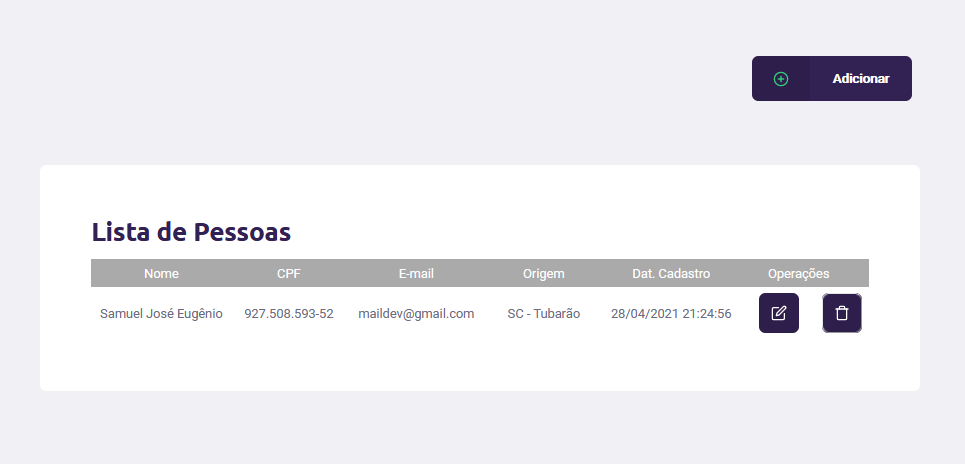 Adicionar
Lista de Pessoas
Nome CPF E-mail Origem Dat. Cadastro Operações
Samuel José Eugênio 927.508.593-52 maildev@gmail.com SC - Tubarão 28/04/2021 21:24:56